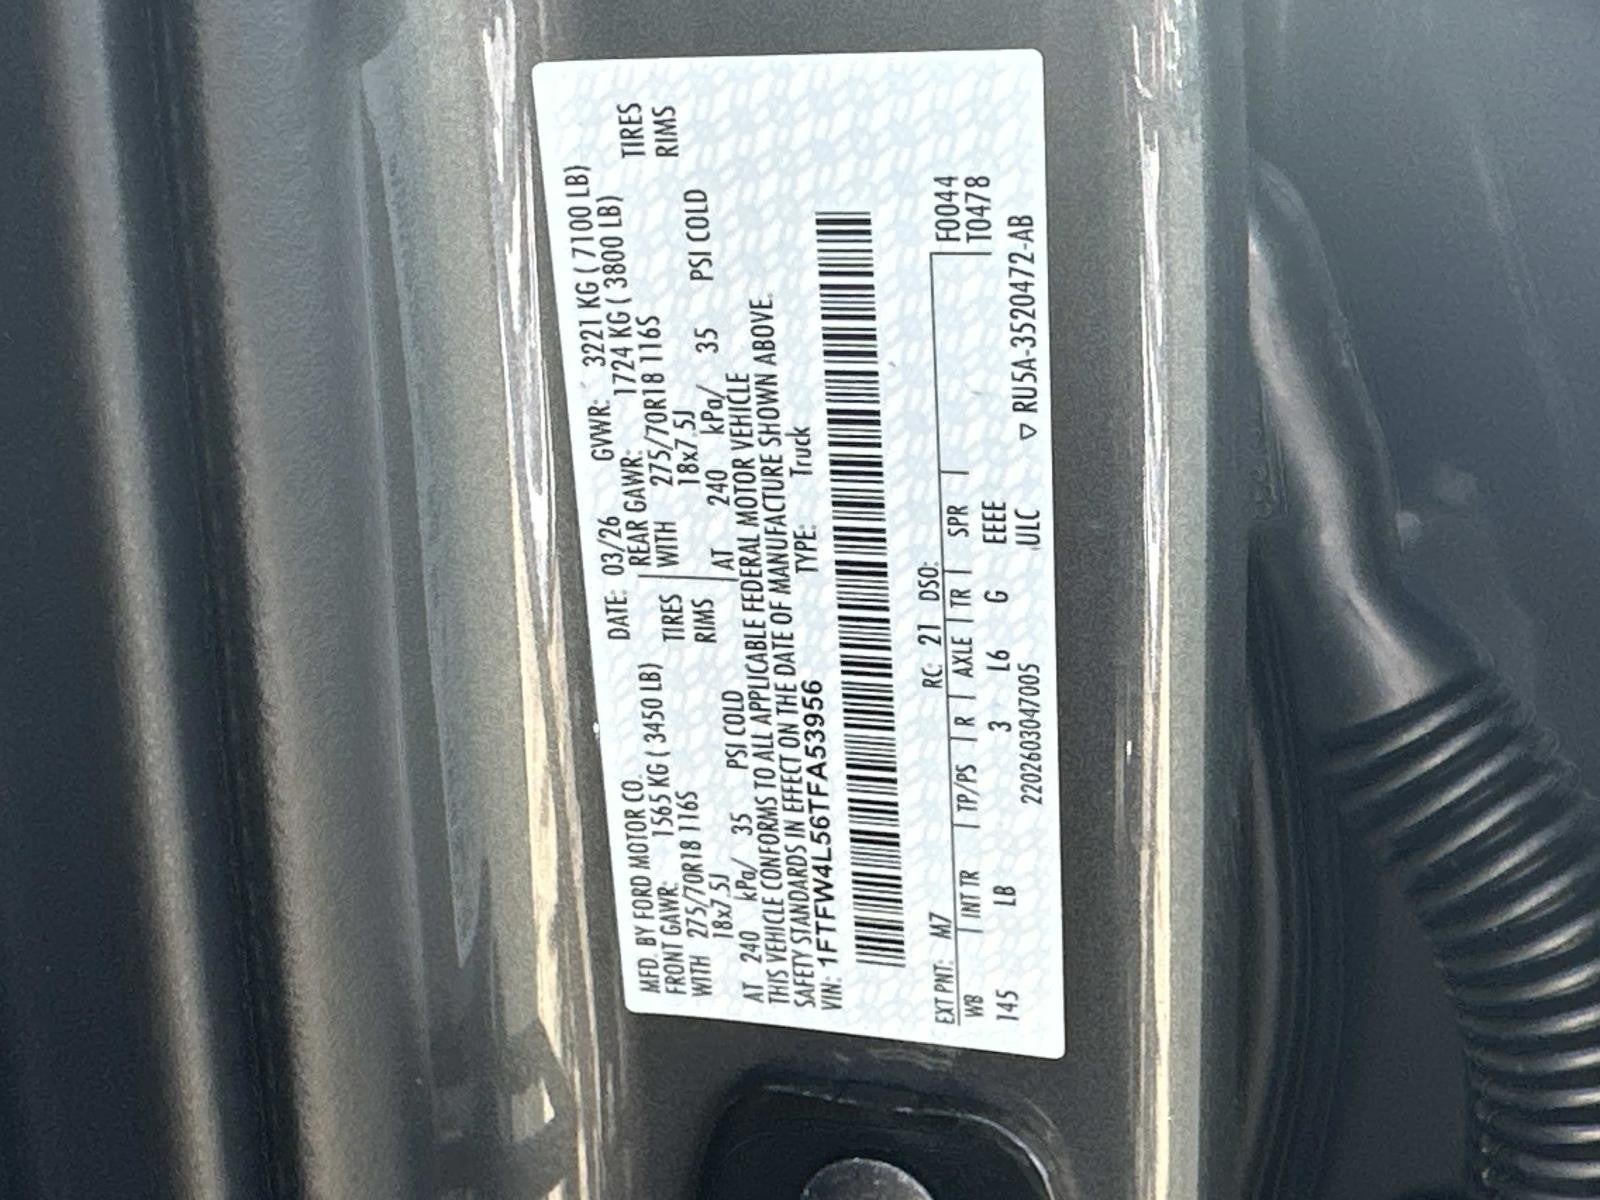 MFD. BY FORD MOTOR CO. DATE: 03/26 GVWR: 3221 KG ( 7100 LB)
FRONT GAWR: 1565 KG ( 3450 LB) REAR GAWR: 1724 KG ( 3800 LB)
WITH 275/70R18 116S TIRES WITH 275/70R18 116S TIRES
18x7.5J RIMS 18x7.5J RIMS
AT 240 kPa/ 35 PSI COLD AT 240 kPa/ 35 PSI COLD
THIS VEHICLE CONFORMS TO ALL APPLICABLE FEDERAL MOTOR VEHICLE
SAFETY STANDARDS IN EFFECT ON THE DATE OF MANUFACTURE SHOWN ABOVE.
VIN: 1FTFW4L56TFA53956 TYPE: Truck
EXT PNT: M7 RC: 21 DSO: F0044
WB INT TR TP/PS R AXLE TR SPR T0478
145 LB 3 L6 G EEE
2202603047005 ULC ▽ RU5A-3520472-AB